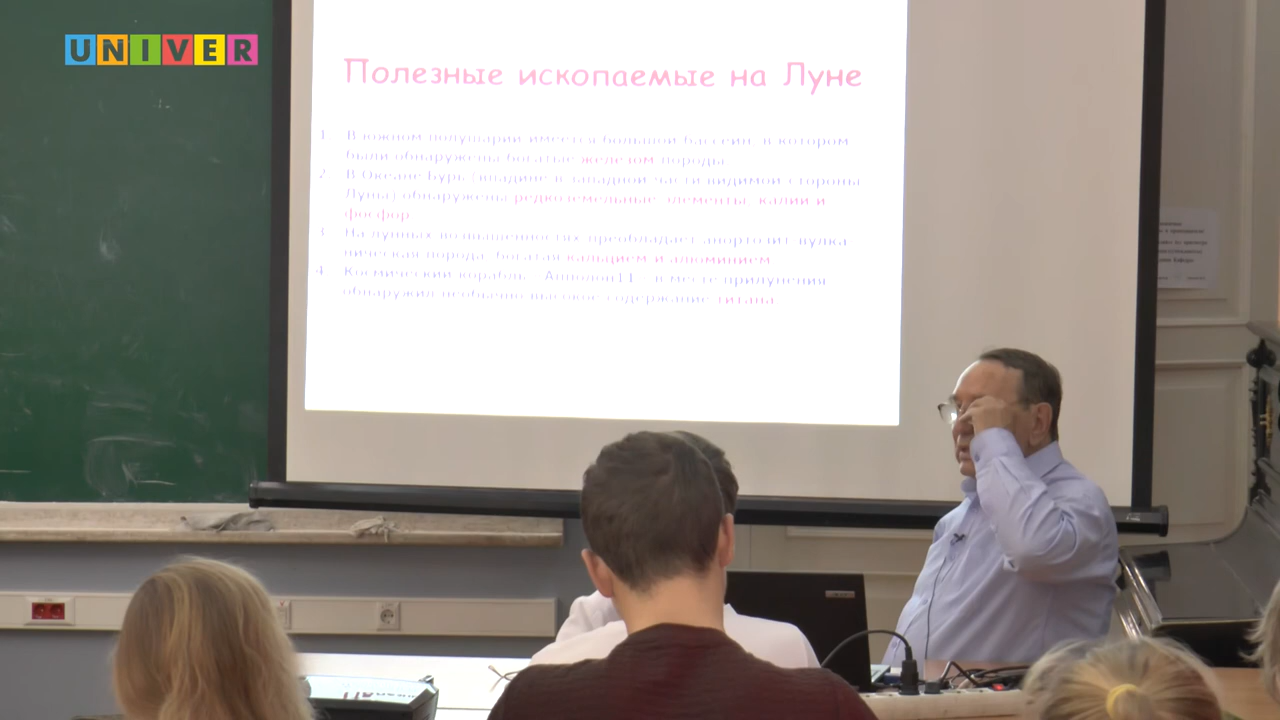 UNIVER
Полезные ископаемые на Луне
1. В южном полушарии имеется большой бассейн, в котором
были обнаружены богатые железом породы.
2. В Океане Бурь (впадине в западной части видимой стороны
Луны) обнаружены редкоземельные элементы, калий и
фосфор.
3. На лунных возвышенностях преобладает анортозит вулка
ническая порода, богатая кальцием и алюминием.
4. Космический корабль Апполон11 в месте прилунения
обнаружил необычно высокое содержание титана